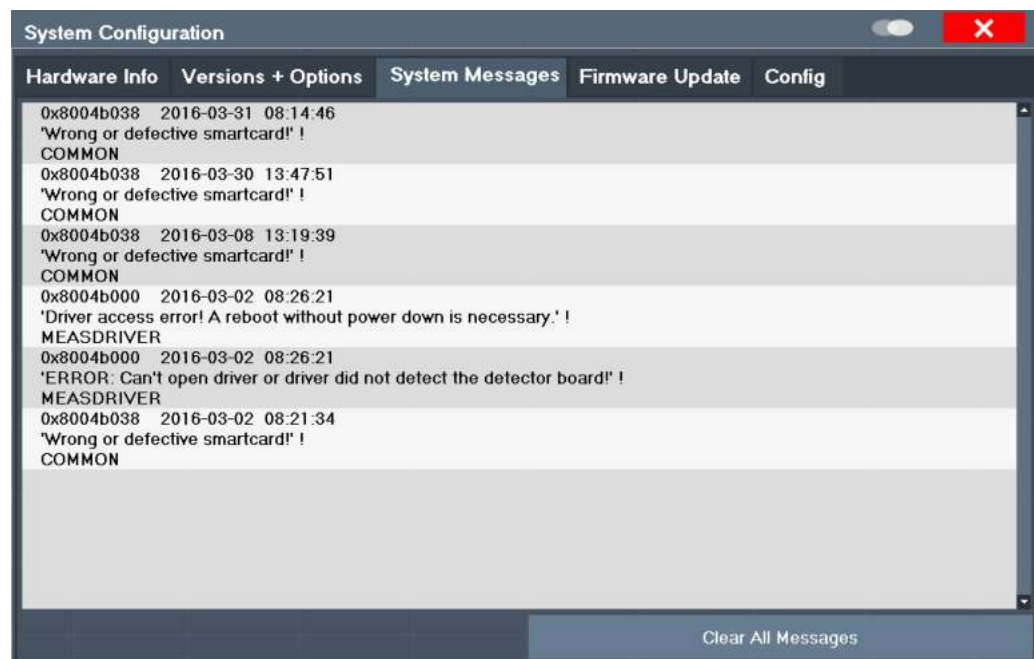 System Configuration
Hardware Info Versions + Options System Messages Firmware Update Config
0x8004b038 2016-03-31 08:14:46
'Wrong or defective smartcard!' !
COMMON
0x8004b038 2016-03-30 13:47:51
'Wrong or defective smartcard!' !
COMMON
0x8004b038 2016-03-08 13:19:39
'Wrong or defective smartcard!' !
COMMON
0x8004b000 2016-03-02 08:26:21
'Driver access error! A reboot without power down is necessary.' !
MEASDRIVER
0x8004b000 2016-03-02 08:26:21
'ERROR: Can't open driver or driver did not detect the detector board!' !
MEASDRIVER
0x8004b038 2016-03-02 08:21:34
'Wrong or defective smartcard!' !
COMMON
Clear All Messages